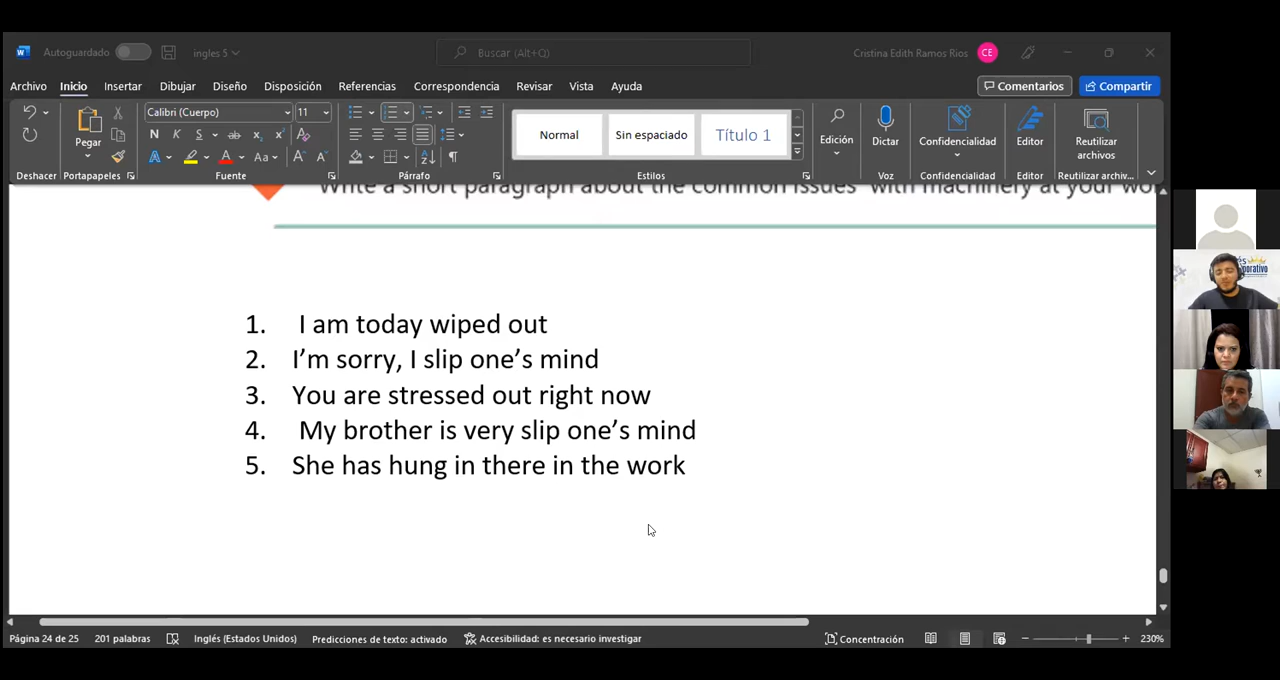 Autoguardado
ingles 5
Buscar (Alt+Q)
Cristina Edith Ramos Rios
CE
Archivo Inicio Insertar Dibujar Diseño Disposición Referencias Correspondencia Revisar Vista Ayuda
Comentarios Compartir
Calibri (Cuerpo) 11
Pegar
N K S ab x₂ x²
A A Aa A A
Normal Sin espaciado Título 1
Edición Dictar Confidencialidad Editor Reutilizar archivos
Deshacer Portapapeles Fuente Párrafo Estilos Voz Confidencialidad Editor Reutilizar archiv...
Write a short paragraph about the common issues with machinery at your wo
1. I am today wiped out
2. I'm sorry, I slip one's mind
3. You are stressed out right now
4. My brother is very slip one's mind
5. She has hung in there in the work
Página 24 de 25 201 palabras Inglés (Estados Unidos) Predicciones de texto: activado Accesibilidad: es necesario investigar Concentración 230%